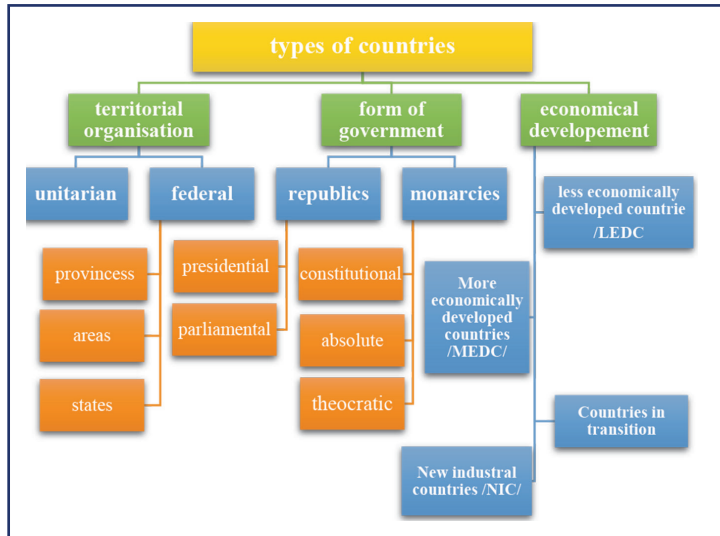 types of countries
territorial
organisation
form of
government
economical
developement
unitarian
federal
republics
monarcies
provincess
areas
states
presidential
parliamental
constitutional
absolute
theocratic
less economically
developed countrie
/LEDC
More
economically
developed
countries
/MEDC/
Countries in
transition
New industral
countries /NIC/